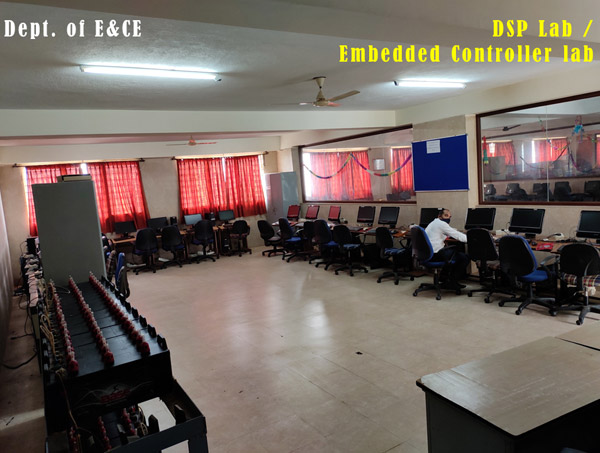 Dept. of E&CE
DSP Lab /
Embedded Controller lab